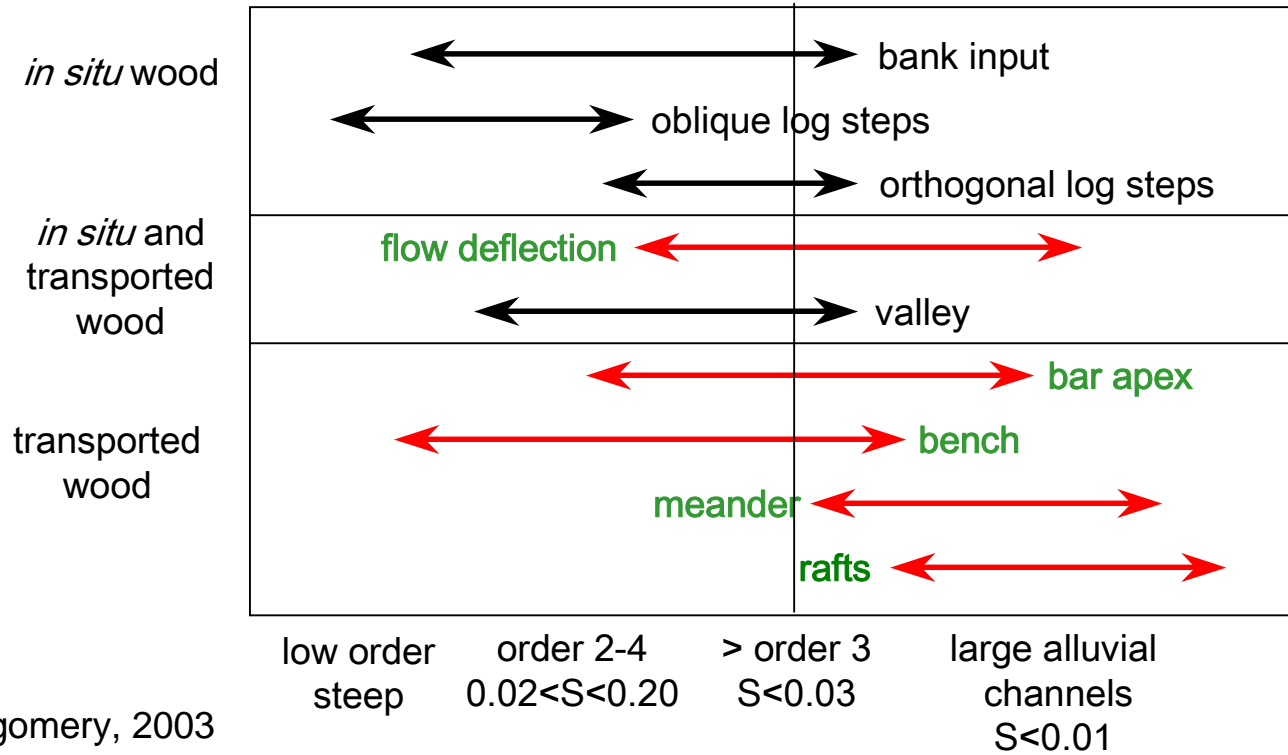 in situ wood
bank input
oblique log steps
orthogonal log steps
in situ and
transported
wood
flow deflection
valley
transported
wood
bar apex
bench
meander
rafts
low order
steep
order 2-4
0.02<S<0.20
> order 3
S<0.03
large alluvial
channels
S<0.01
gomery, 2003